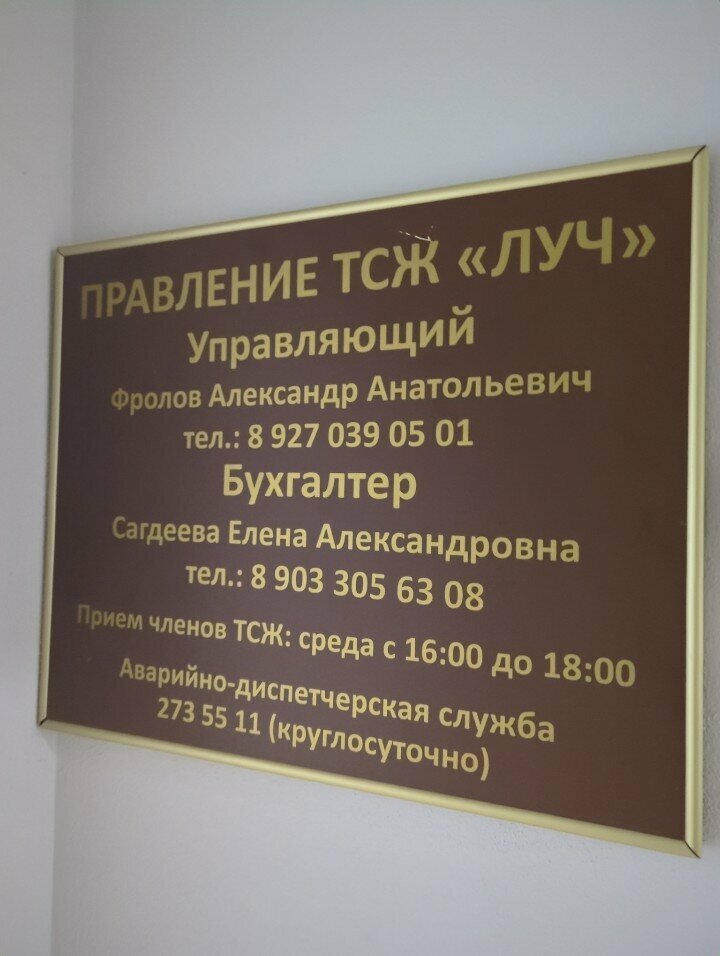 ПРАВЛЕНИЕ ТСЖ «ЛУЧ»
Управляющий
Фролов Александр Анатольевич
тел.: 8 927 039 05 01
Бухгалтер
Сагдеева Елена Александровна
тел.: 8 903 305 63 08
Прием членов ТСЖ: среда с 16:00 до 18:00
Аварийно-диспетчерская служба
273 55 11 (круглосуточно)